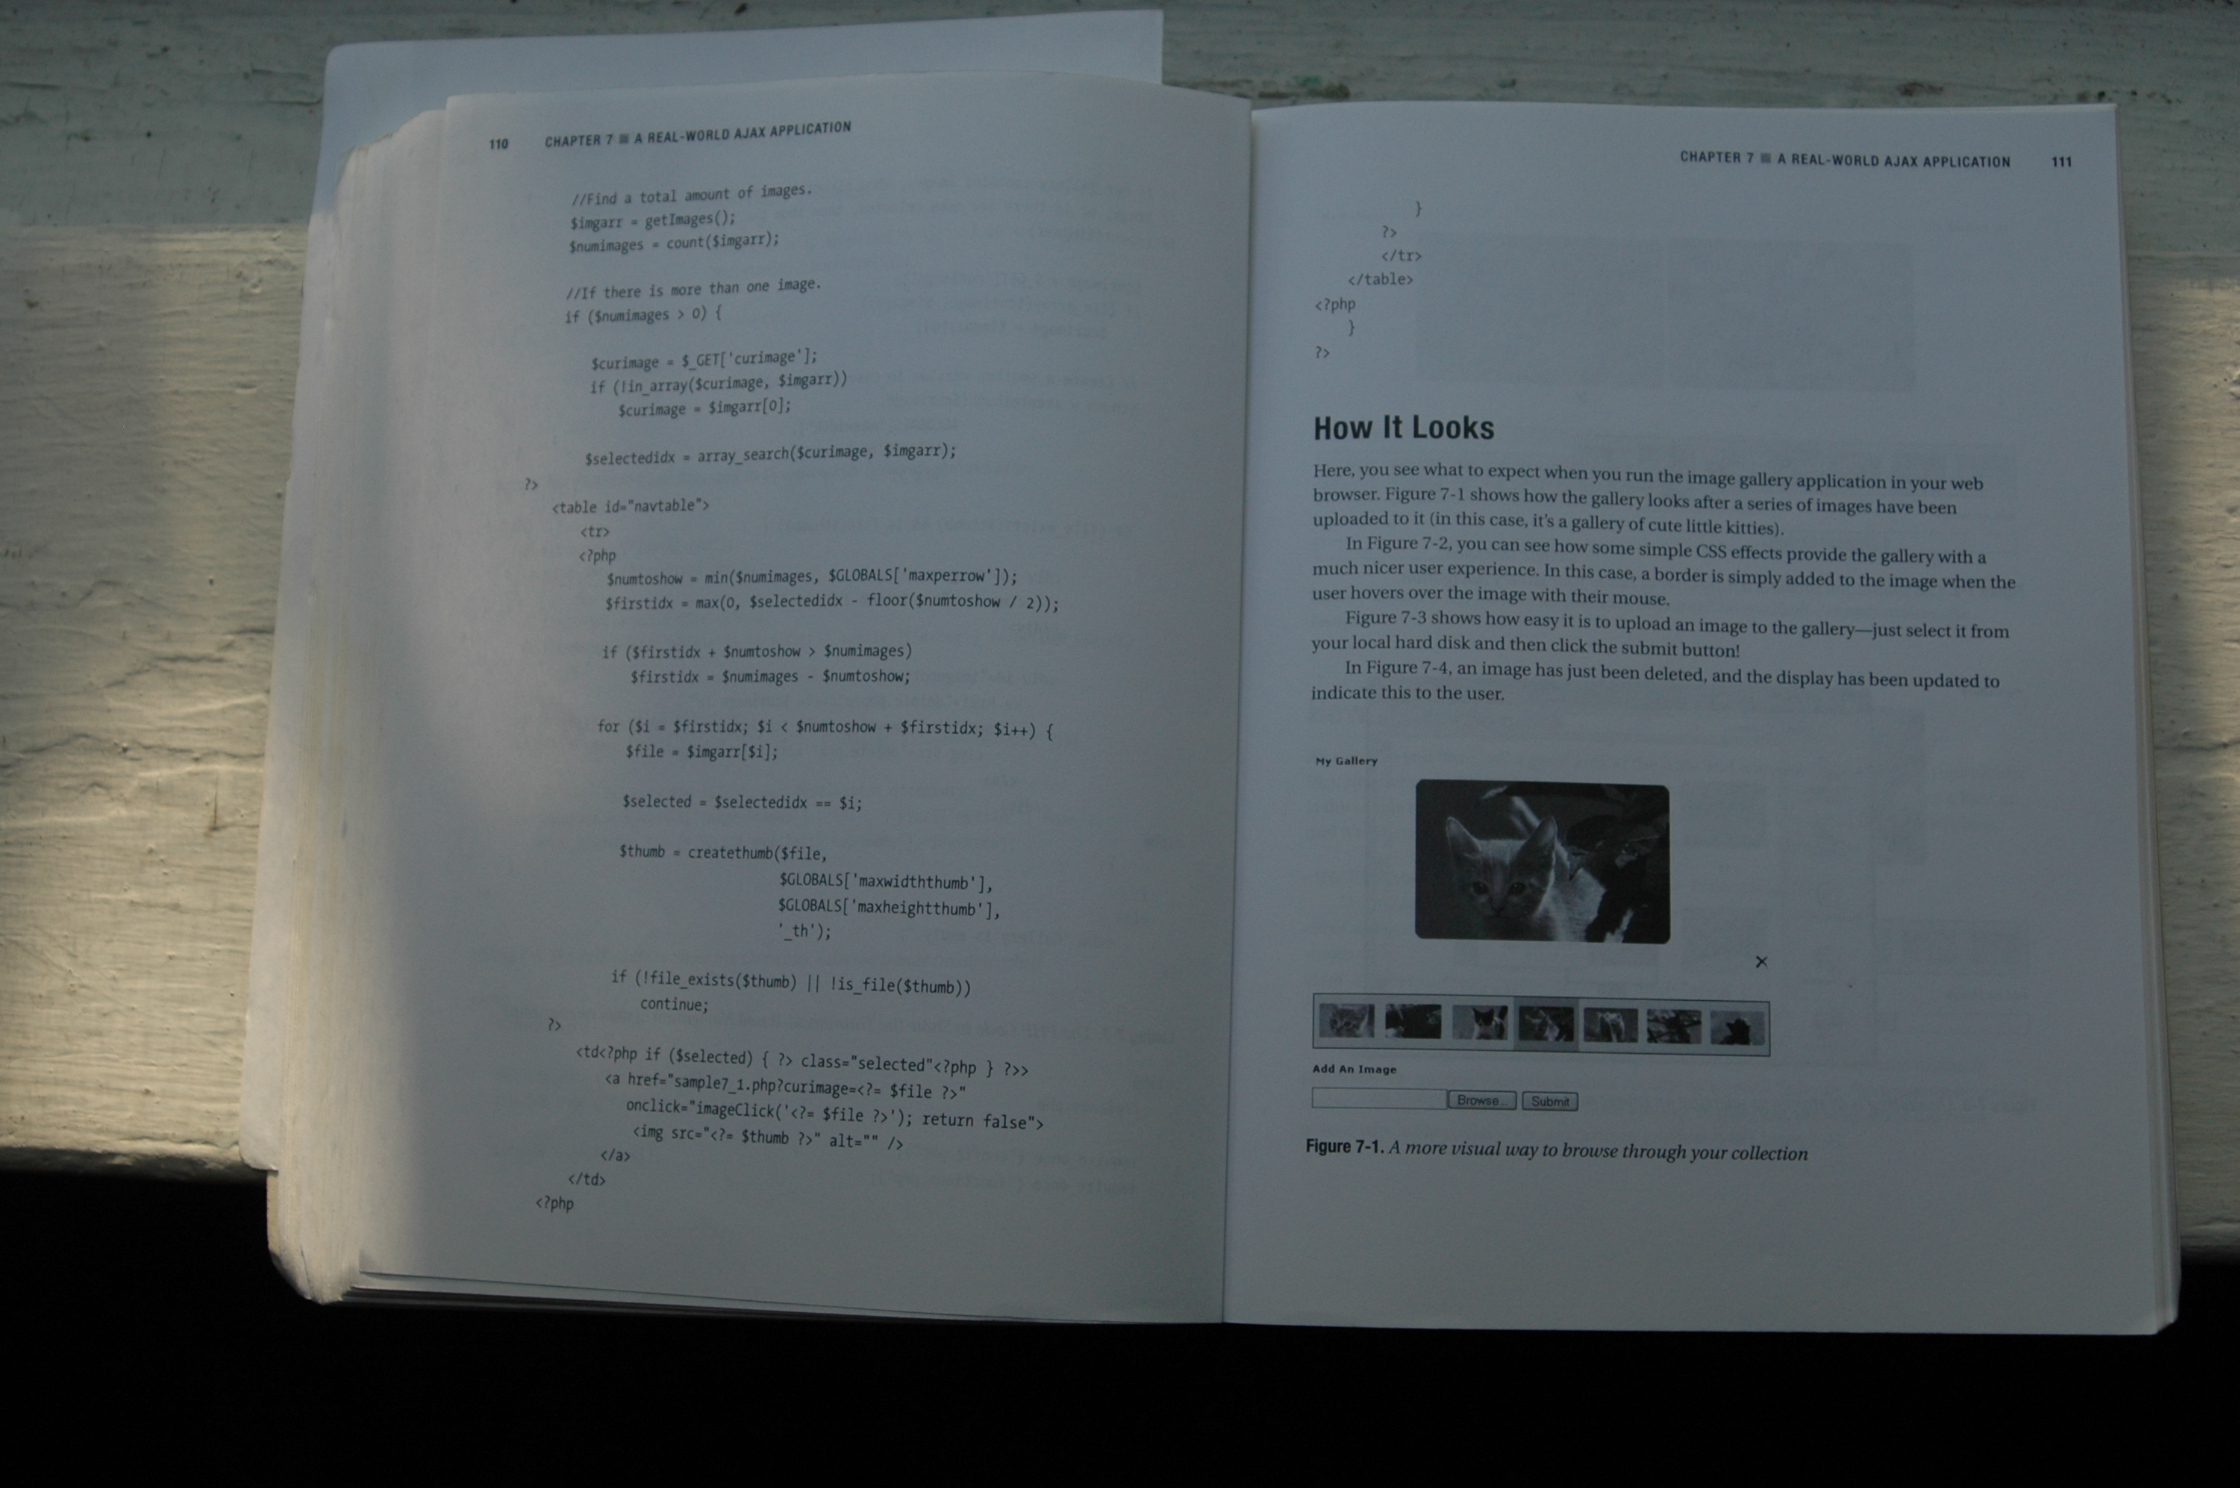 110 CHAPTER 7 ■ A REAL-WORLD AJAX APPLICATION
//Find a total amount of images.
$imgarr = getImages();
$numimages = count($imgarr);
//If there is more than one image.
if ($numimages > 0) {
$curimage = $_GET['curimage'];
if (!in_array($curimage, $imgarr))
$curimage = $imgarr[0];
$selectedidx = array_search($curimage, $imgarr);
?>
<table id="navtable">
<tr>
<?php
$numtoshow = min($numimages, $GLOBALS['maxperrow']);
$firstidx = max(0, $selectedidx - floor($numtoshow / 2));
if ($firstidx + $numtoshow > $numimages)
$firstidx = $numimages - $numtoshow;
for ($i = $firstidx; $i < $numtoshow + $firstidx; $i++) {
$file = $imgarr[$i];
$selected = $selectedidx == $i;
$thumb = createthumb($file,
$GLOBALS['maxwidththumb'],
$GLOBALS['maxheightthumb'],
'_th');
if (!file_exists($thumb) || !is_file($thumb))
continue;
?>
<td<?php if ($selected) { ?> class="selected"<?php } ?>>
<a href="sample7_1.php?curimage=<?= $file ?>"
onclick="imageClick('<?= $file ?>'); return false">
<img src="<?= $thumb ?>" alt="" />
</a>
</td>
<?php
CHAPTER 7 ■ A REAL-WORLD AJAX APPLICATION 111
}
?>
</tr>
</table>
<?php
}
?>
How It Looks
Here, you see what to expect when you run the image gallery application in your web
browser. Figure 7-1 shows how the gallery looks after a series of images have been
uploaded to it (in this case, it's a gallery of cute little kitties).
In Figure 7-2, you can see how some simple CSS effects provide the gallery with a
much nicer user experience. In this case, a border is simply added to the image when the
user hovers over the image with their mouse.
Figure 7-3 shows how easy it is to upload an image to the gallery—just select it from
your local hard disk and then click the submit button!
In Figure 7-4, an image has just been deleted, and the display has been updated to
indicate this to the user.
My Gallery
X
Add An Image
Browse... Submit
Figure 7-1. A more visual way to browse through your collection